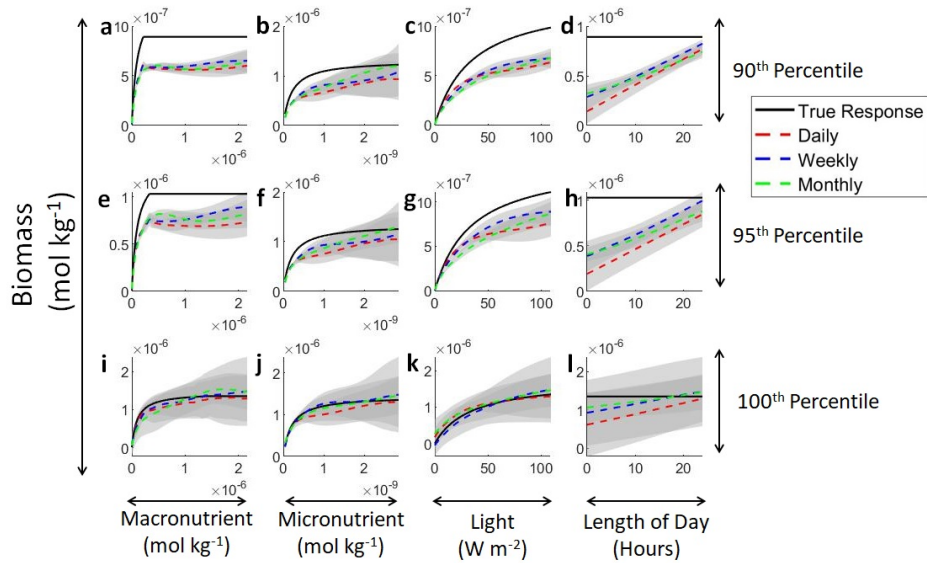 a ×10⁻⁷ b ×10⁻⁶ c ×10⁻⁷ d ×10⁻⁶
10 2 10 1
5 1 5 0.5
0 0 0 0
0 1 2 0 1 2 0 50 100 0 10 20
×10⁻⁶ ×10⁻⁹
90th Percentile
True Response
Daily
Weekly
Monthly
e ×10⁻⁶ f ×10⁻⁶ g ×10⁻⁷ h ×10⁻⁶
1 2 10 1
0.5 1 5 0.5
0 0 0 0
0 1 2 0 1 2 0 50 100 0 10 20
×10⁻⁶ ×10⁻⁹
95th Percentile
i ×10⁻⁶ j ×10⁻⁶ k ×10⁻⁶ l ×10⁻⁶
2 2 2 2
1 1 1 1
0 0 0 0
0 1 2 0 1 2 0 50 100 0 10 20
×10⁻⁶ ×10⁻⁹
100th Percentile
Biomass
(mol kg⁻¹)
Macronutrient
(mol kg⁻¹)
Micronutrient
(mol kg⁻¹)
Light
(W m⁻²)
Length of Day
(Hours)